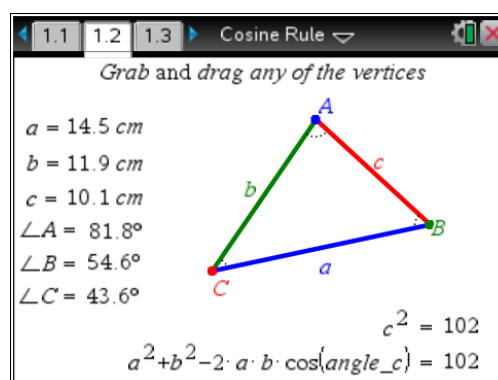 1.1 1.2 1.3 Cosine Rule
Grab and drag any of the vertices
a = 14.5 cm
b = 11.9 cm
c = 10.1 cm
∠A = 81.8°
∠B = 54.6°
∠C = 43.6°
A
b
c
B
a
C
c² = 102
a²+b²−2· a· b· cos(angle_c) = 102